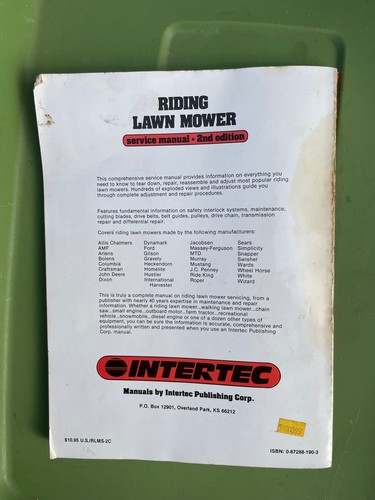 RIDING
LAWN MOWER
service manual • 2nd edition
This comprehensive service manual provides information on everything you
need to know to tear down, repair, reassemble and adjust most popular riding
lawn mowers. Hundreds of exploded views and illustrations guide you
through complete adjustment and repair procedures.
Features fundamental information on safety interlock systems, maintenance,
cutting blades, drive belts, belt guides, pulleys, drive chain, transmission
repair and differential repair.
Covers riding lawn mowers made by the following manufacturers:
Allis Chalmers Dynamark Jacobsen Sears
AMF Ford Massey-Ferguson Simplicity
Ariens Gilson MTD Snapper
Bolens Gravely Murray Swisher
Columbia Heckendorn Mustang Wards
Craftsman Homelite J.C. Penney Wheel Horse
John Deere Hustler Ride King White
Dixon International Roper Wizard
Harvester
This is truly a complete manual on riding lawn mower servicing, from a
publisher with nearly 40 years expertise in maintenance and repair
information. Whether a riding lawn mower...walking lawn mower...chain
saw...small engine...outboard motor...farm tractor...recreational
vehicle...snowmobile...diesel engine or one of a dozen other types of
equipment, you can be sure the information is accurate, comprehensive and
professionally written and presented when you use an Intertec Publishing
Corp. manual.
INTERTEC
Manuals by Intertec Publishing Corp.
P.O. Box 12901, Overland Park, KS 66212
$10.95 U.S./RLMS-2C
ISBN: 0-87288-190-3